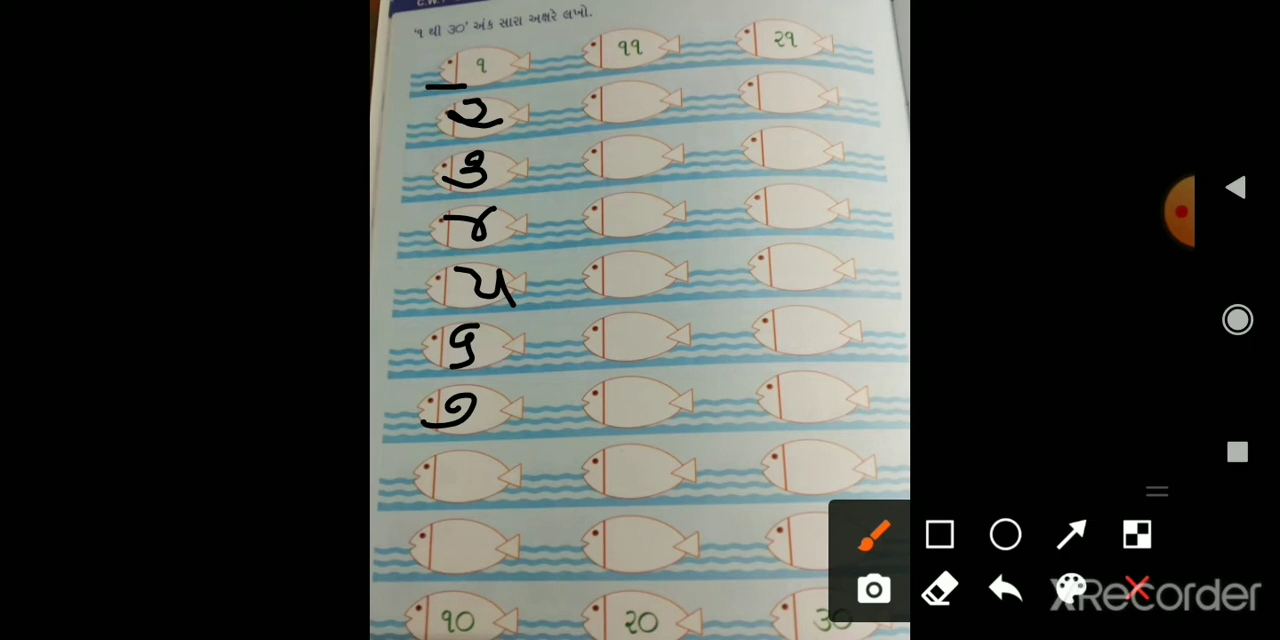 '૧ થી ૩૦' અંક સારા અક્ષરે લખો.
૧ ૧૧ ૨૧
૨
૩
૪
૫
૬
૭
૧૦ ૨૦ ૩૦
XRecorder